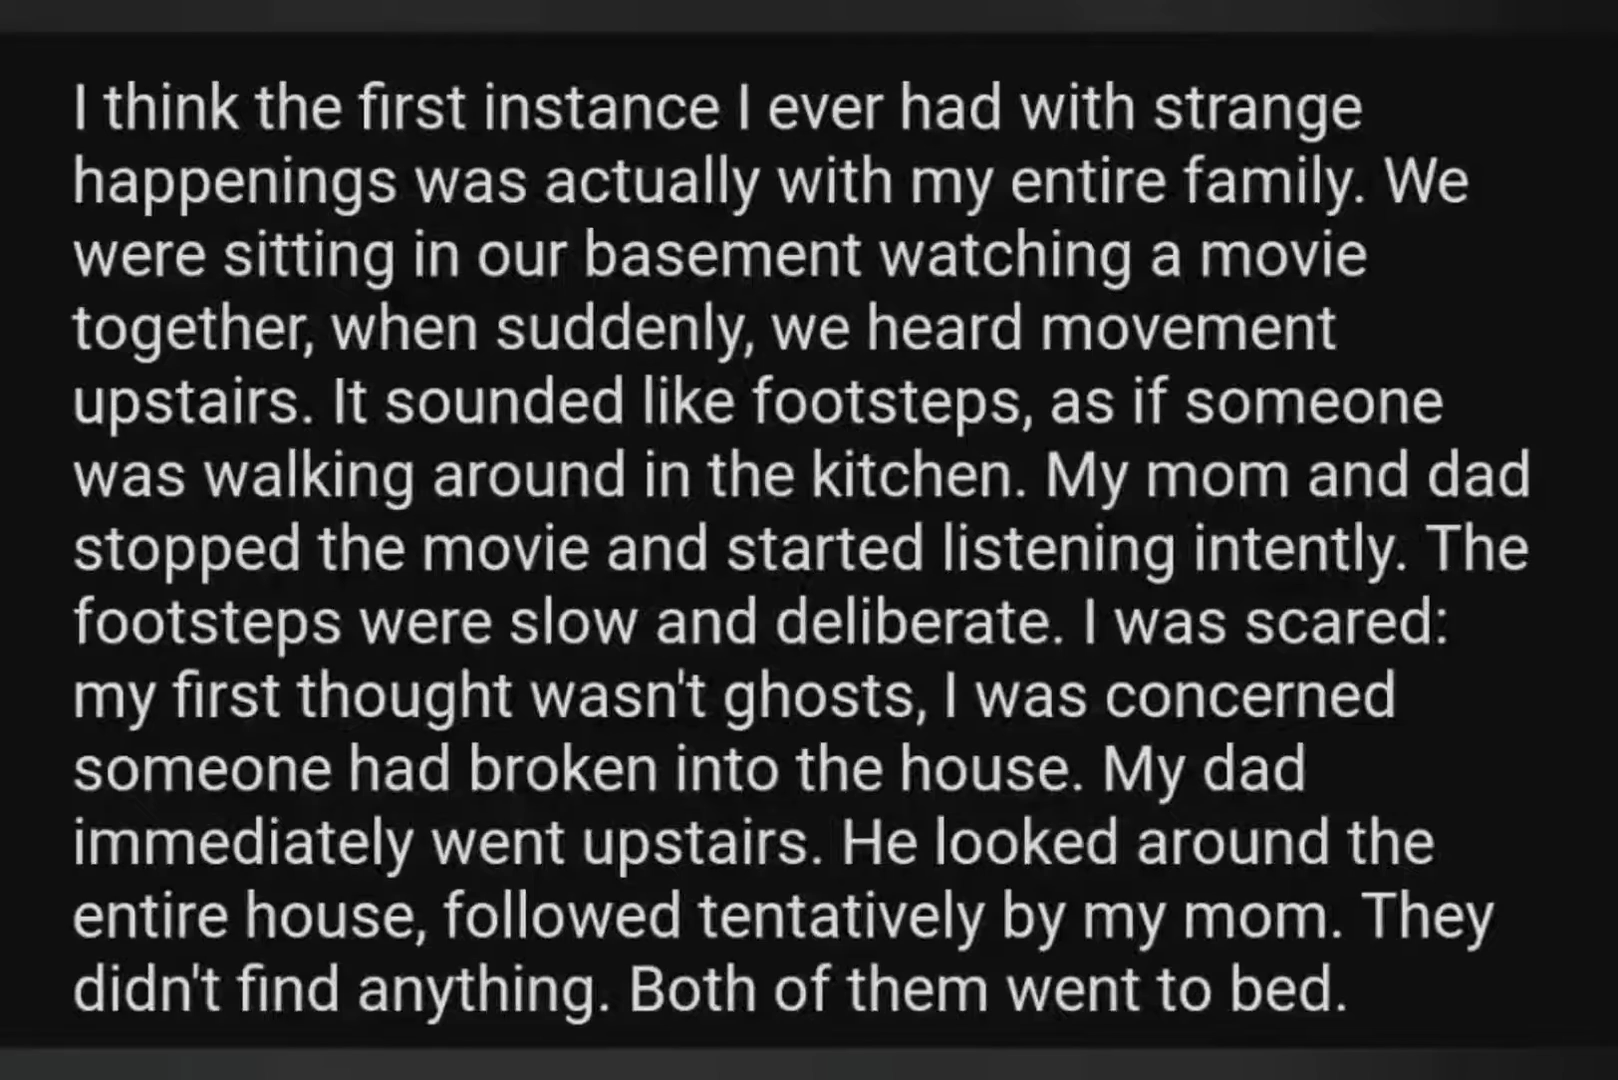 I think the first instance I ever had with strange
happenings was actually with my entire family. We
were sitting in our basement watching a movie
together, when suddenly, we heard movement
upstairs. It sounded like footsteps, as if someone
was walking around in the kitchen. My mom and dad
stopped the movie and started listening intently. The
footsteps were slow and deliberate. I was scared:
my first thought wasn't ghosts, I was concerned
someone had broken into the house. My dad
immediately went upstairs. He looked around the
entire house, followed tentatively by my mom. They
didn't find anything. Both of them went to bed.